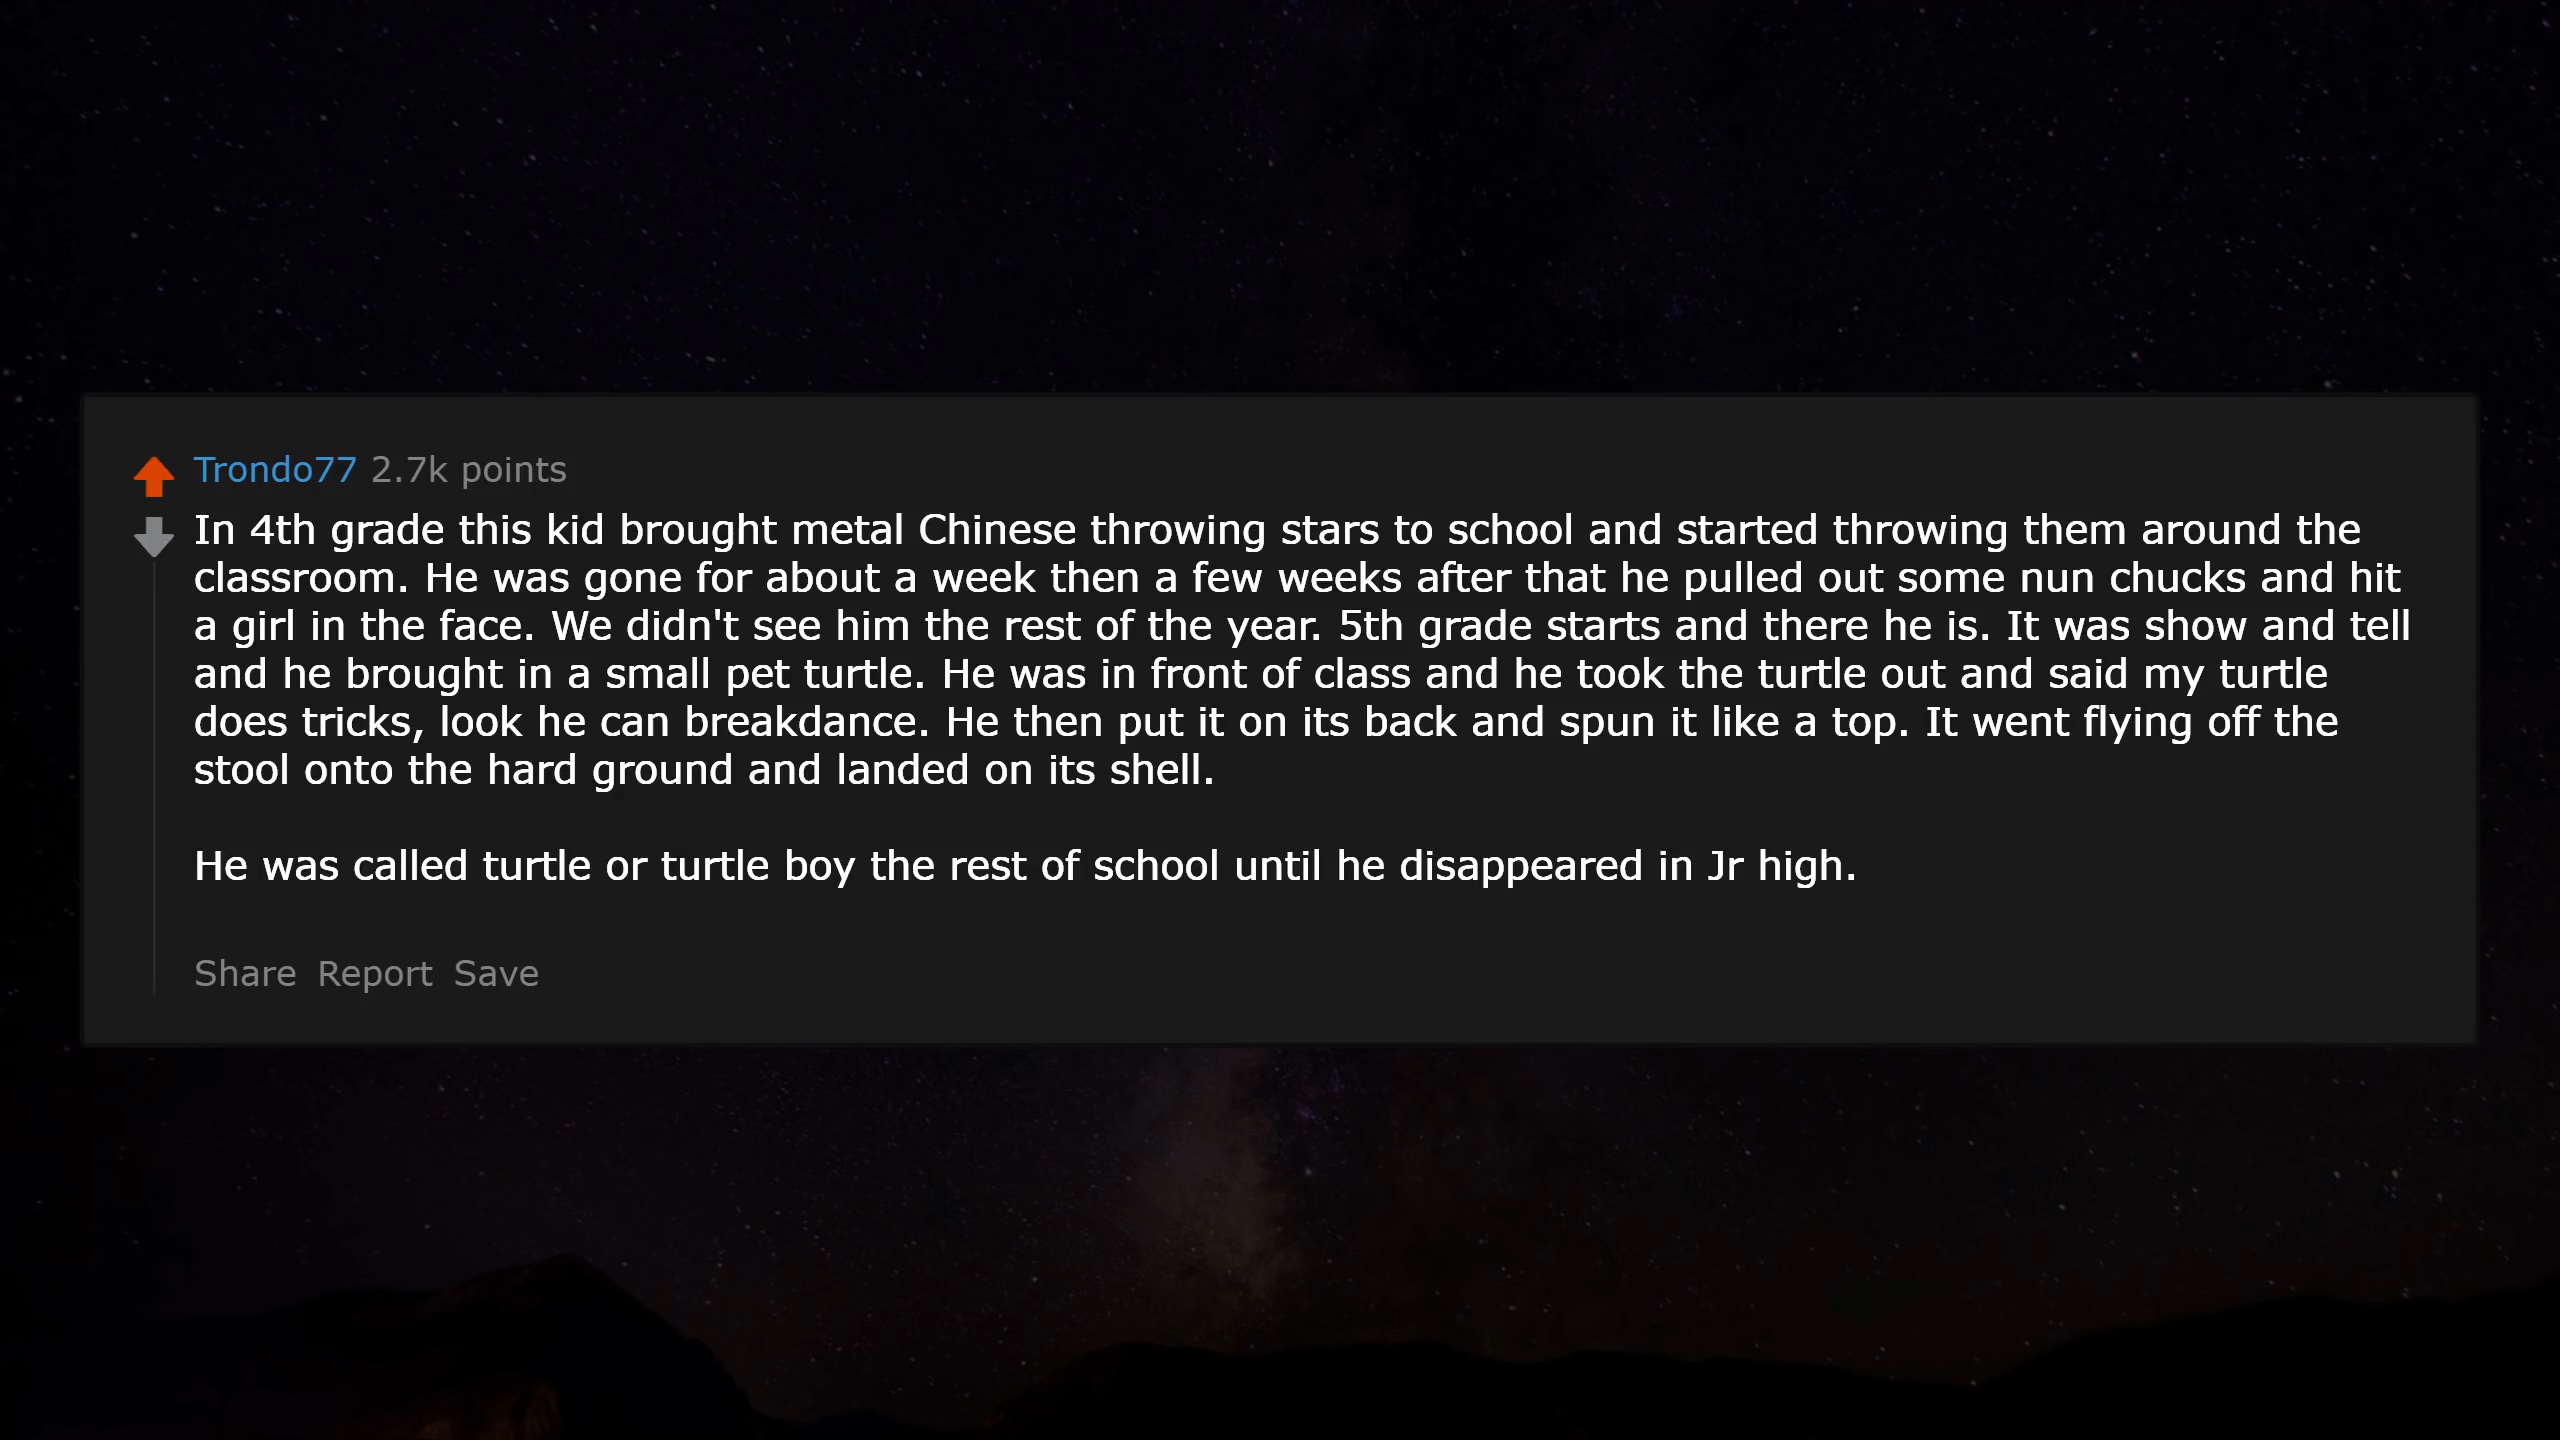 Trondo77 2.7k points
In 4th grade this kid brought metal Chinese throwing stars to school and started throwing them around the
classroom. He was gone for about a week then a few weeks after that he pulled out some nun chucks and hit
a girl in the face. We didn't see him the rest of the year. 5th grade starts and there he is. It was show and tell
and he brought in a small pet turtle. He was in front of class and he took the turtle out and said my turtle
does tricks, look he can breakdance. He then put it on its back and spun it like a top. It went flying off the
stool onto the hard ground and landed on its shell.
He was called turtle or turtle boy the rest of school until he disappeared in Jr high.
Share Report Save